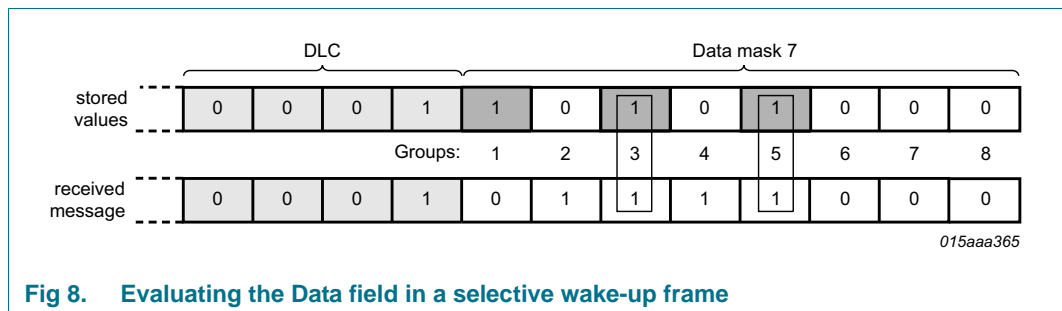 DLC Data mask 7
stored values 0 0 0 1 1 0 1 0 1 0 0 0
Groups: 1 2 3 4 5 6 7 8
received message 0 0 0 1 0 1 1 1 1 0 0 0
015aaa365
Fig 8. Evaluating the Data field in a selective wake-up frame